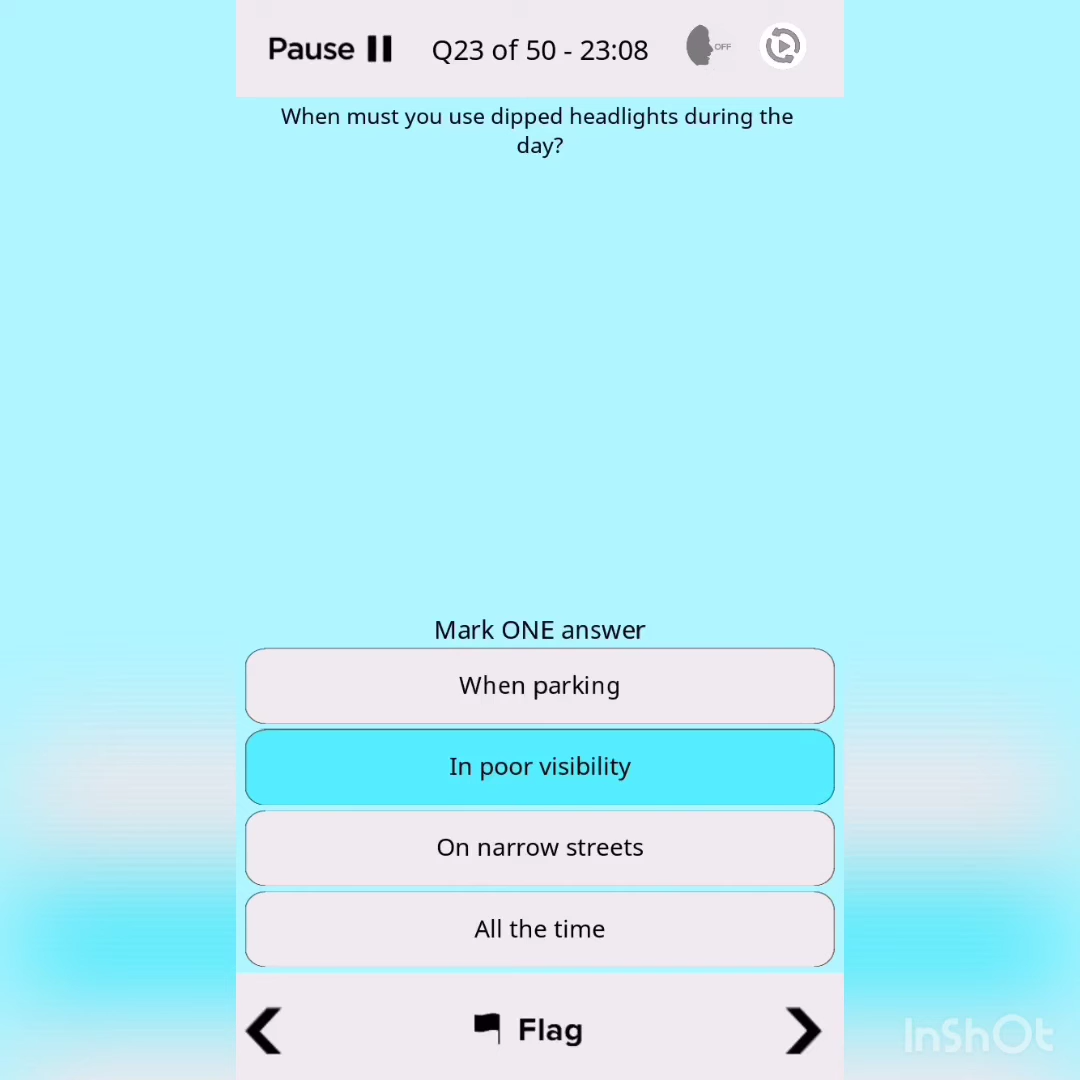 Pause
Q23 of 50 - 23:08
OFF
When must you use dipped headlights during the
day?
Mark ONE answer
When parking
In poor visibility
On narrow streets
All the time
Flag
InShOt